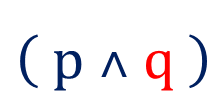 ( p ∧ q )